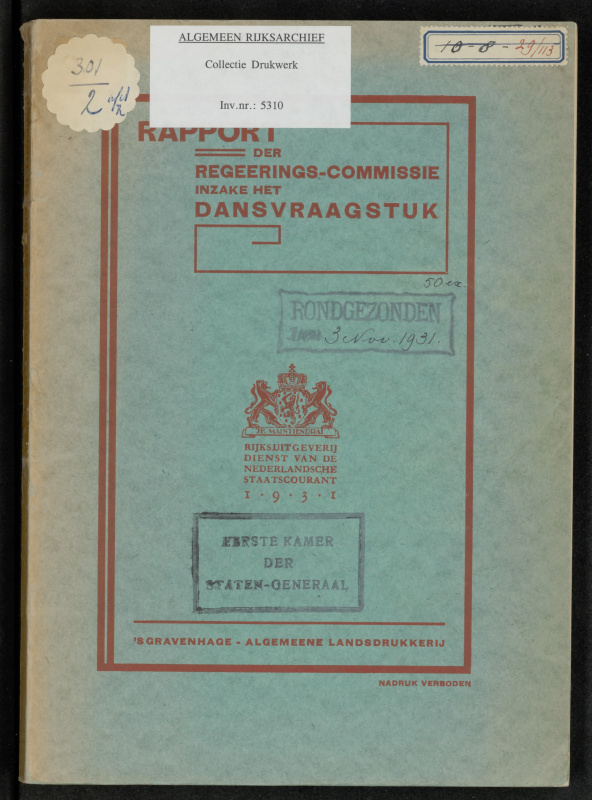 ALGEMEEN RIJKSARCHIEF
Collectie Drukwerk
Inv.nr.: 5310
301
2
10-8-29/113
RAPPORT
DER
REGEERINGS-COMMISSIE
INZAKE HET
DANSVRAAGSTUK
50 ex
RONDGEZONDEN
3 Nov. 1931.
JE MAINTIENDRAI
RIJKSUITGEVERIJ
DIENST VAN DE
NEDERLANDSCHE
STAATSCOURANT
1·9·3·1
EERSTE KAMER
DER
STATEN-GENERAAL
'SGRAVENHAGE - ALGEMEENE LANDSDRUKKERIJ
NADRUK VERBODEN